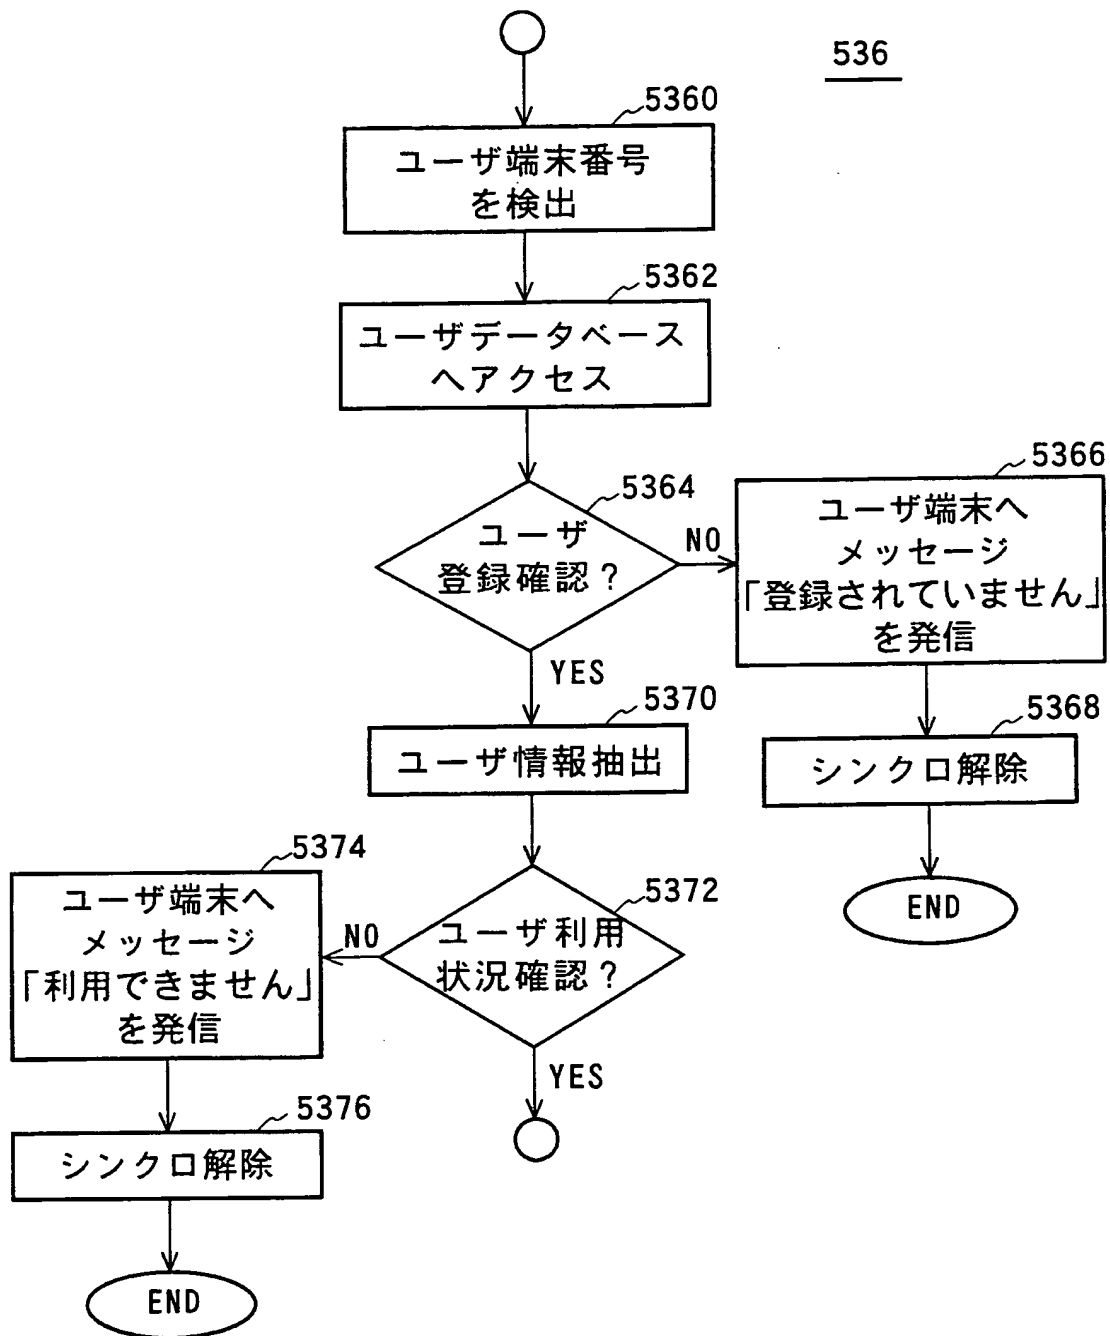 536
5360
ユーザ端末番号
を検出
5362
ユーザデータベース
へアクセス
5364
ユーザ
登録確認？
NO
5366
ユーザ端末へ
メッセージ
「登録されていません」
を発信
YES
5368
シンクロ解除
END
5370
ユーザ情報抽出
5372
ユーザ利用
状況確認？
NO
5374
ユーザ端末へ
メッセージ
「利用できません」
を発信
YES
5376
シンクロ解除
END